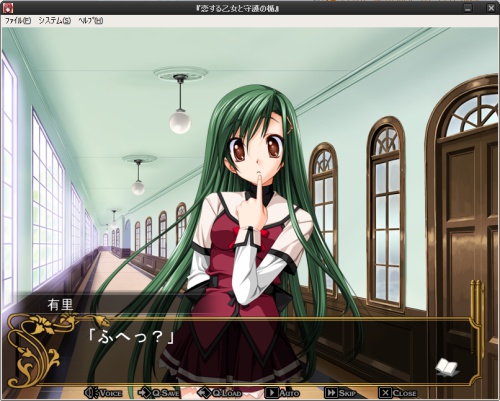 『恋する乙女と守護の楯』
ファイル(F) システム(S) ヘルプ(H)
有里
「ふへっ？」
VOICE Q.SAVE Q.LOAD AUTO SKIP CLOSE